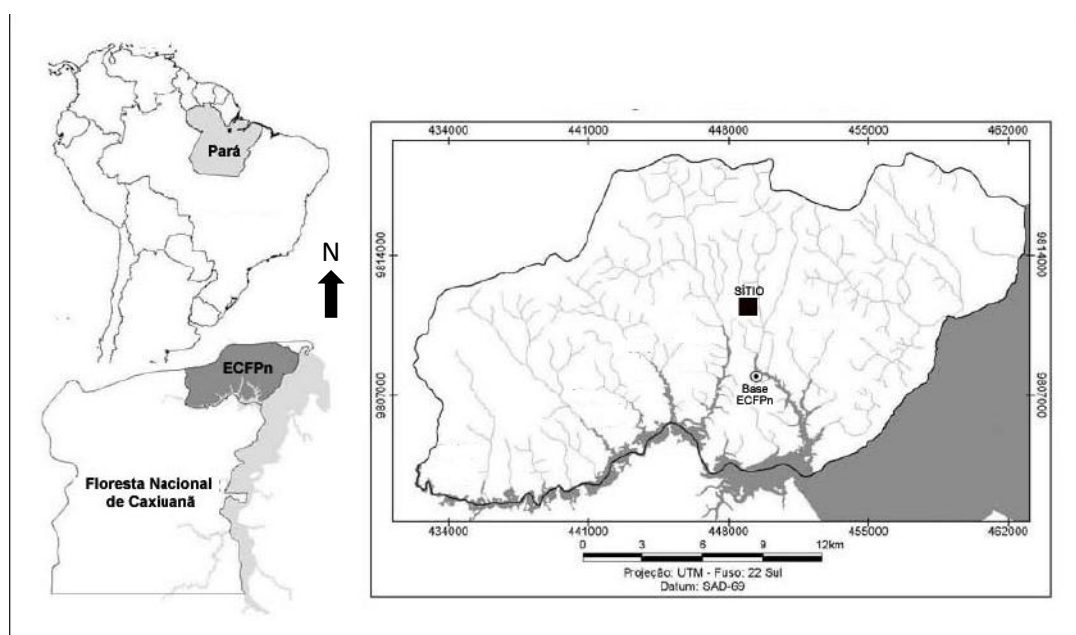 Pará
N
ECFPn
Floresta Nacional
de Caxiuanã
434000 441000 448000 455000 462000
9814000 9814000
SÍTIO
Base
ECFPn
9807000 9807000
434000 441000 448000 455000 462000
0 3 6 9 12km
Projeção: UTM - Fuso: 22 Sul
Datum: SAD-69